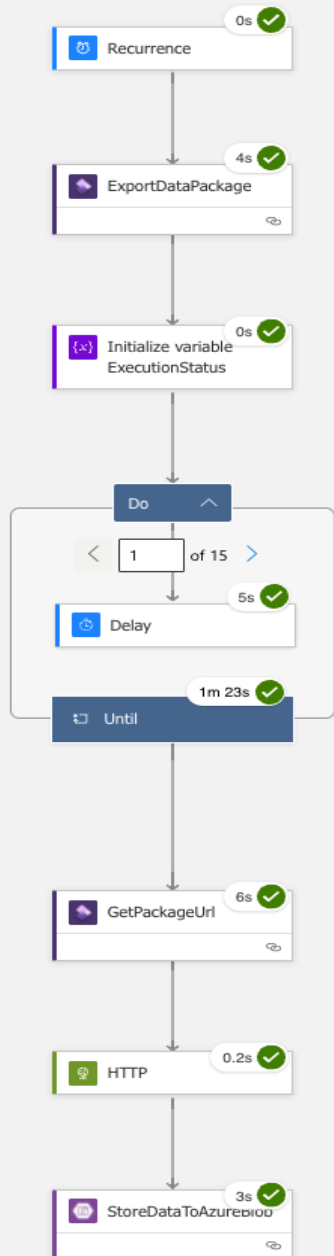 0s
Recurrence
4s
ExportDataPackage
0s
{x}
Initialize variable
ExecutionStatus
Do
1 of 15
5s
Delay
1m 23s
Until
6s
GetPackageUrl
0.2s
HTTP
3s
StoreDataToAzureBlob